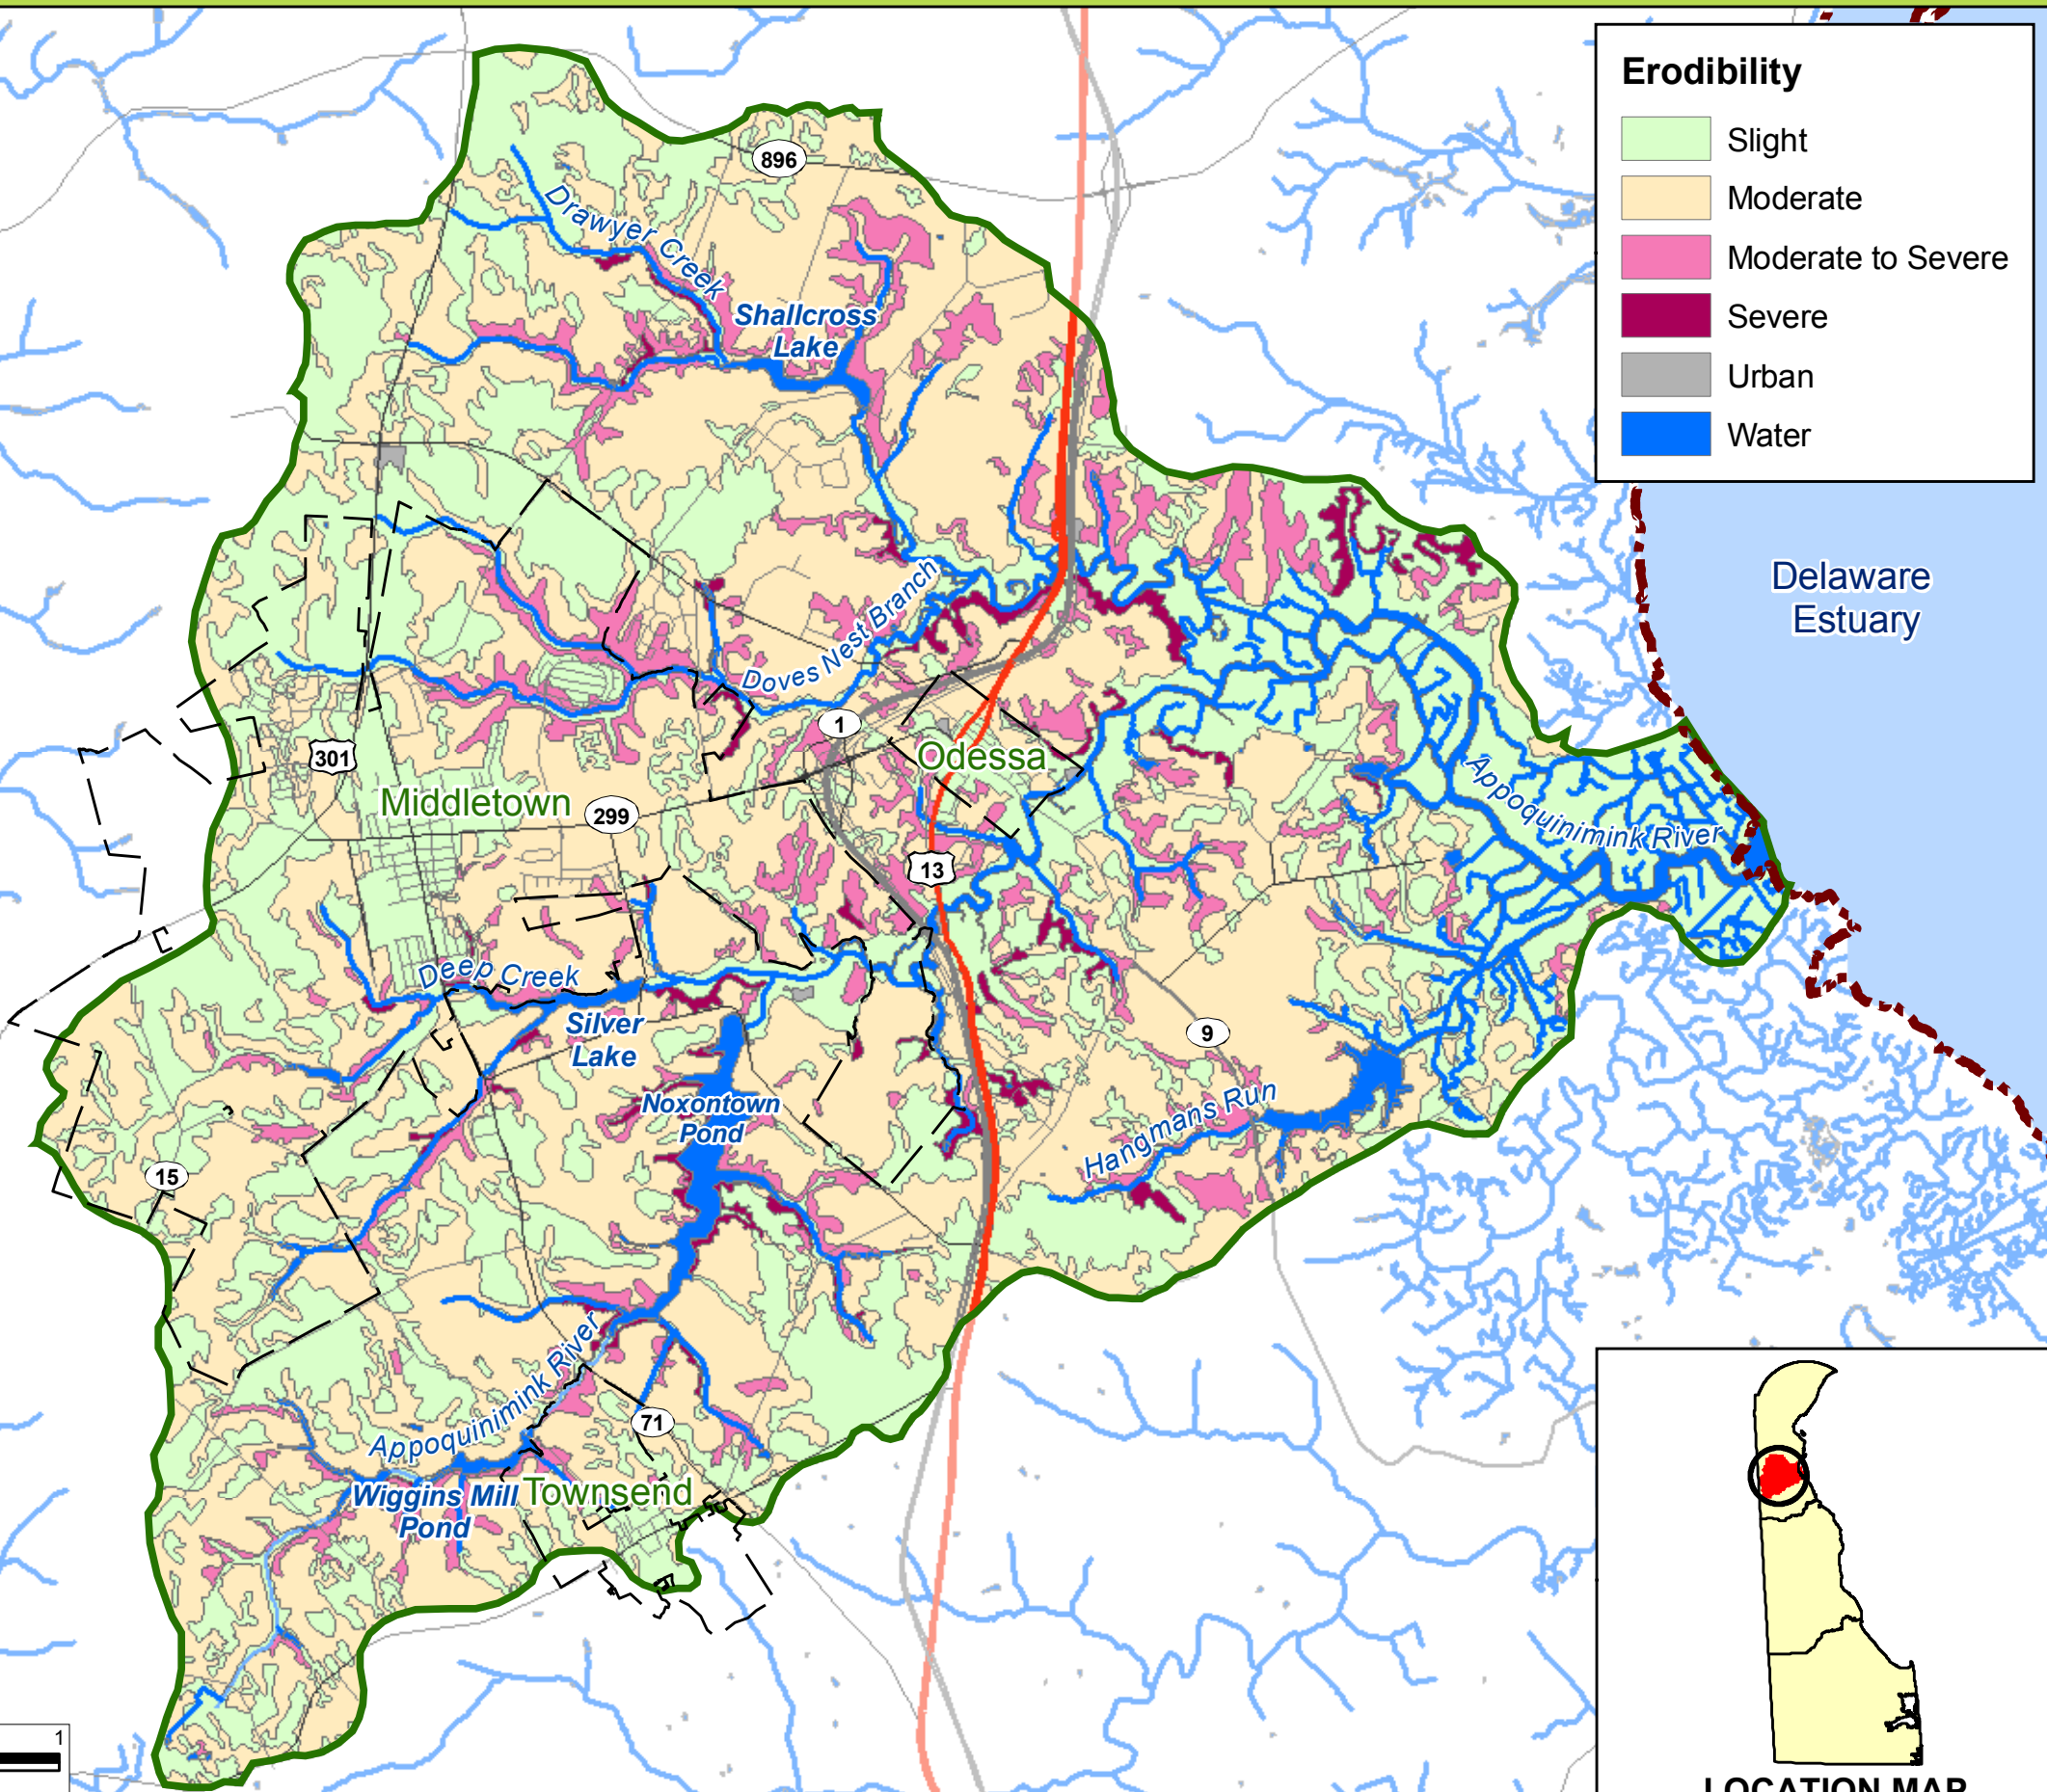 Erodibility
Slight
Moderate
Moderate to Severe
Severe
Urban
Water
896
Drawyer Creek
Shallcross
Lake
Delaware
Estuary
Doves Nest Branch
1
301
Odessa
Middletown
299
Appoquinimink River
13
Deep Creek
Silver
Lake
9
Noxontown
Pond
Hangmans Run
15
Appoquinimink River
71
Wiggins Mill
Pond
Townsend
1
LOCATION MAP